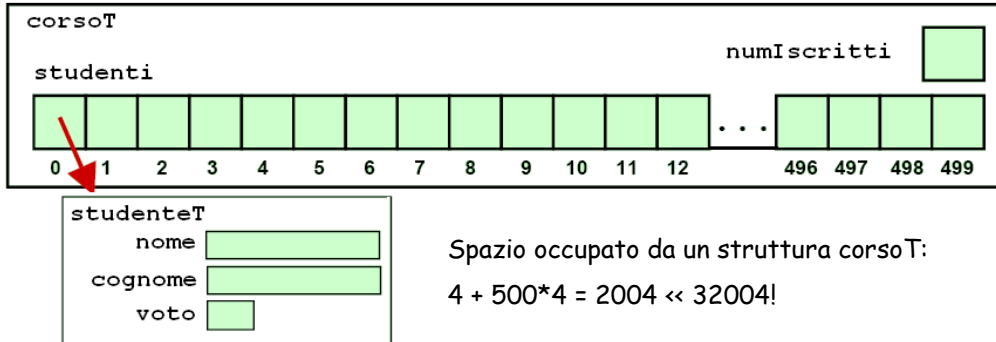 corsoT
numIscritti
studenti
. . .
0 1 2 3 4 5 6 7 8 9 10 11 12 496 497 498 499
studenteT
nome
cognome
voto
Spazio occupato da un struttura corsoT:
4 + 500*4 = 2004 << 32004!